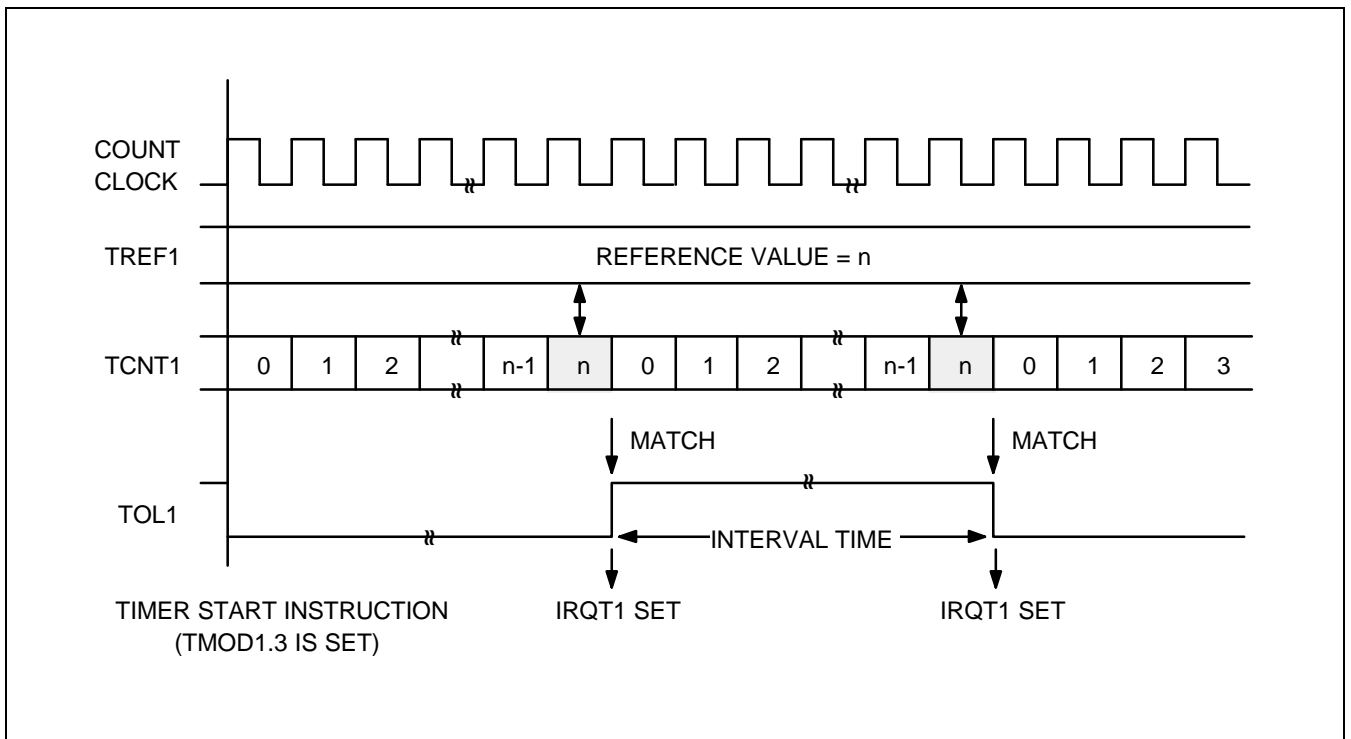 COUNT
CLOCK
TREF1
REFERENCE VALUE = n
TCNT1
0 1 2 n-1 n 0 1 2 n-1 n 0 1 2 3
MATCH MATCH
TOL1
INTERVAL TIME
TIMER START INSTRUCTION
(TMOD1.3 IS SET)
IRQT1 SET IRQT1 SET